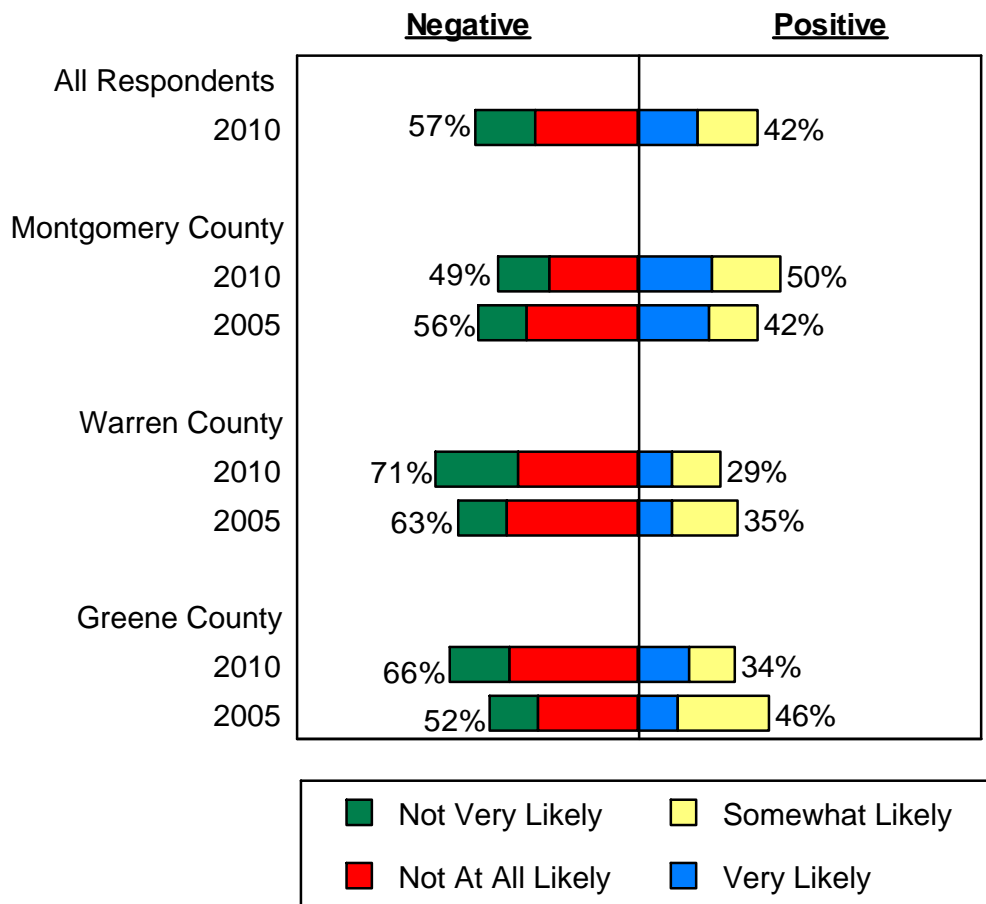 Negative Positive
All Respondents
2010 57% 42%
Montgomery County
2010 49% 50%
2005 56% 42%
Warren County
2010 71% 29%
2005 63% 35%
Greene County
2010 66% 34%
2005 52% 46%
Not Very Likely Somewhat Likely
Not At All Likely Very Likely